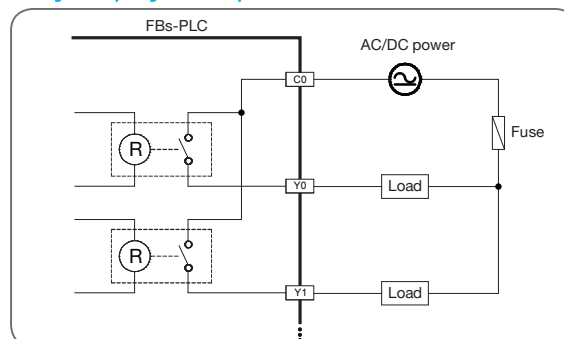 FBs-PLC
AC/DC power
C0
Fuse
R
Y0
Load
R
Y1
Load